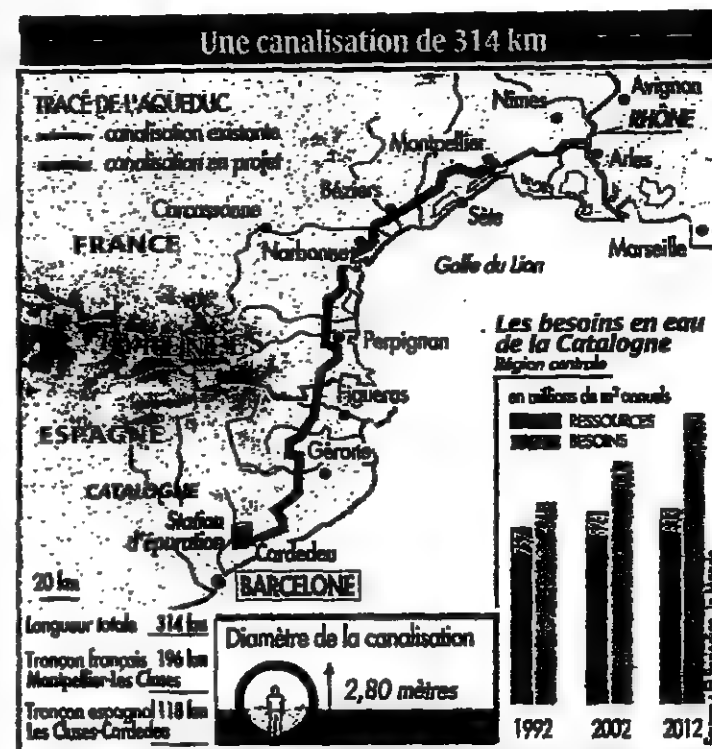 Une canalisation de 314 km
TRACÉ DE L'AQUEDUC
canalisation existante
canalisation en projet
Avignon
Nîmes
RHÔNE
Montpellier
Arles
Béziers
Sète
Carcassonne
Marseille
FRANCE
Narbonne
Golfe du Lion
Perpignan
Figueras
ESPAGNE
Gérone
CATALOGNE
Station
d'épuration
Cardedeu
20 km
BARCELONE
Les besoins en eau
de la Catalogne
Région centrale
en millions de m³ annuels
RESSOURCES
BESOINS
1992 2002 2012
Longueur totale 314 km
Tronçon français 196 km
Montpellier-Les Cluses
Tronçon espagnol 118 km
Les Cluses-Cardedeu
Diamètre de la canalisation
2,80 mètres